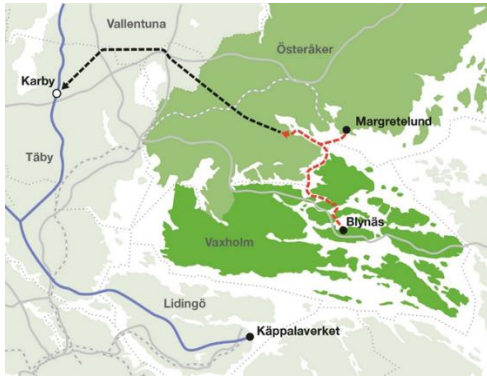 Vallentuna
Österåker
Karby
Margretelund
Täby
Blynäs
Vaxholm
Lidingö
Käppalaverket